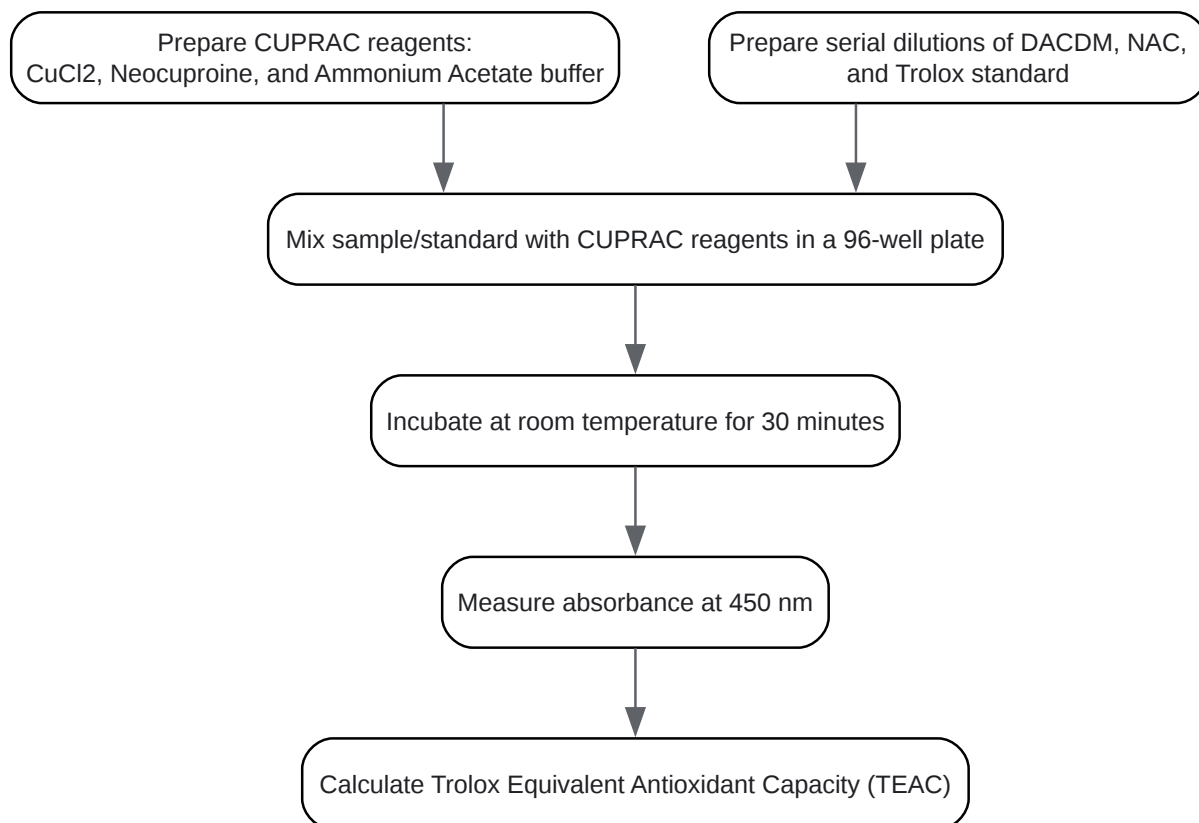 Prepare CUPRAC reagents:
CuCl2, Neocuproine, and Ammonium Acetate buffer
Prepare serial dilutions of DACDM, NAC,
and Trolox standard
Mix sample/standard with CUPRAC reagents in a 96-well plate
Incubate at room temperature for 30 minutes
Measure absorbance at 450 nm
Calculate Trolox Equivalent Antioxidant Capacity (TEAC)